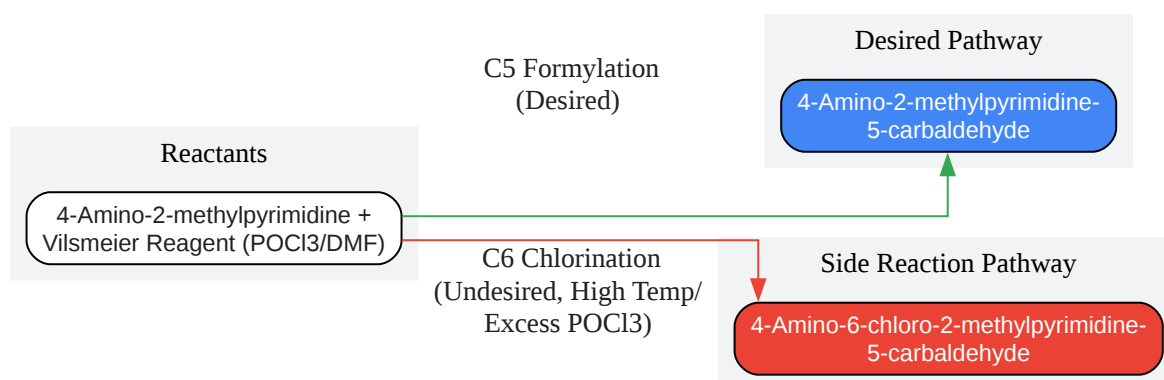 C5 Formylation
(Desired)
Desired Pathway
4-Amino-2-methylpyrimidine-
5-carbaldehyde
Reactants
4-Amino-2-methylpyrimidine +
Vilsmeier Reagent (POCl3/DMF)
C6 Chlorination
(Undesired, High Temp/
Excess POCl3)
Side Reaction Pathway
4-Amino-6-chloro-2-methylpyrimidine-
5-carbaldehyde